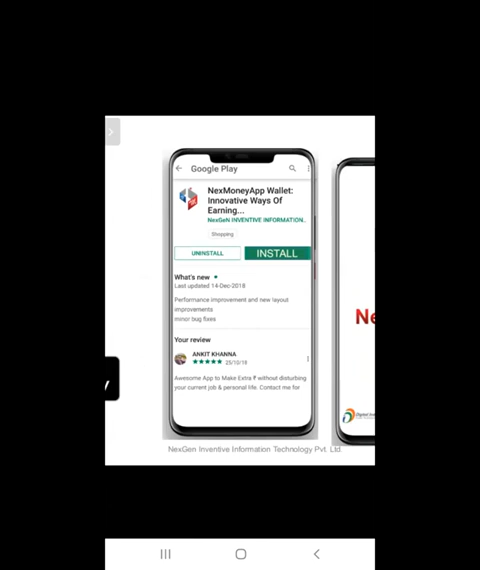 Google Play
NexMoneyApp Wallet:
Innovative Ways Of
Earning...
NexGeN INVENTIVE INFORMATION..
Shopping
UNINSTALL
INSTALL
What's new
Last updated 14-Dec-2018
Performance improvement and new layout
improvements
minor bug fixes
Your review
ANKIT KHANNA
25/10/18
Awesome App to Make Extra ₹ without disturbing
your current job & personal life. Contact me for
Ne
Digital
NexGen Inventive Information Technology Pvt. Ltd